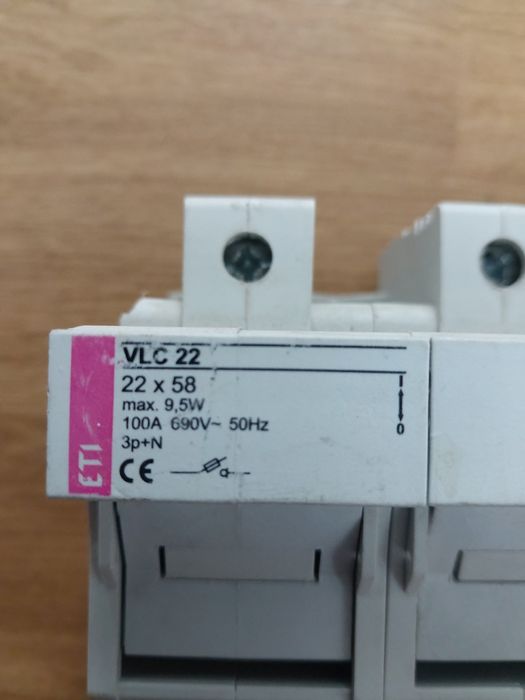 VLC 22
22 x 58
max. 9,5W
100A 690V~ 50Hz
3p+N
CE
ETI
I
0